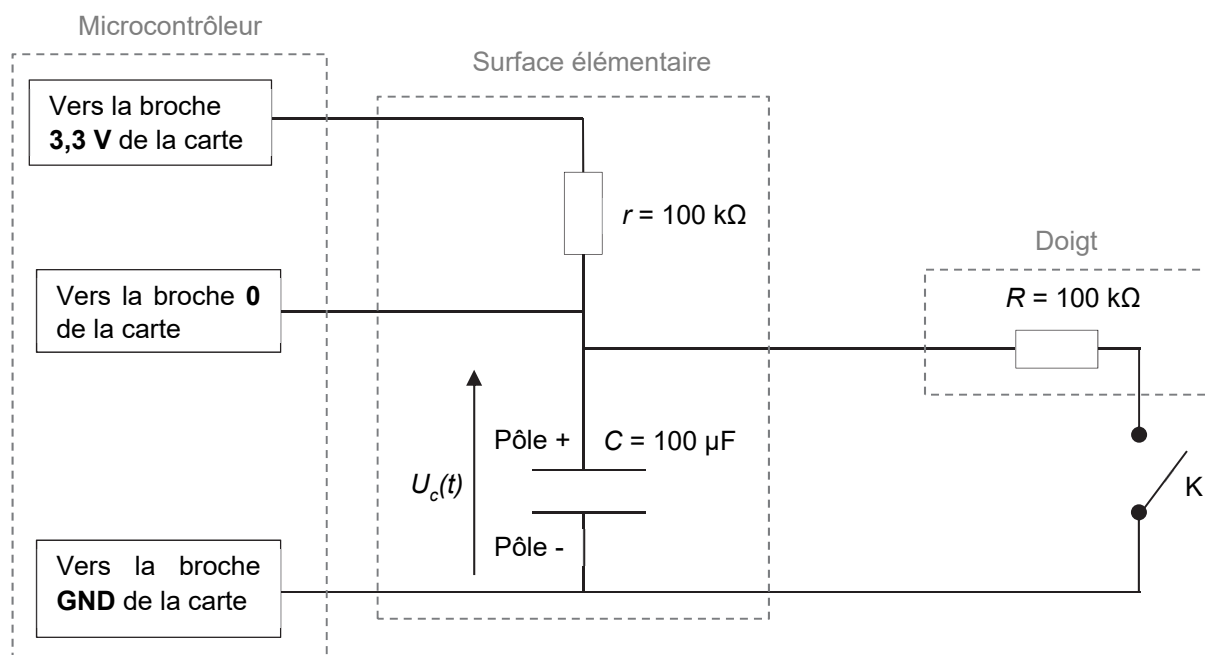 Microcontrôleur
Surface élémentaire
Vers la broche
3,3 V de la carte
r = 100 kΩ
Doigt
Vers la broche 0
de la carte
R = 100 kΩ
Pôle +
C = 100 µF
Uc(t)
K
Pôle -
Vers la broche
GND de la carte